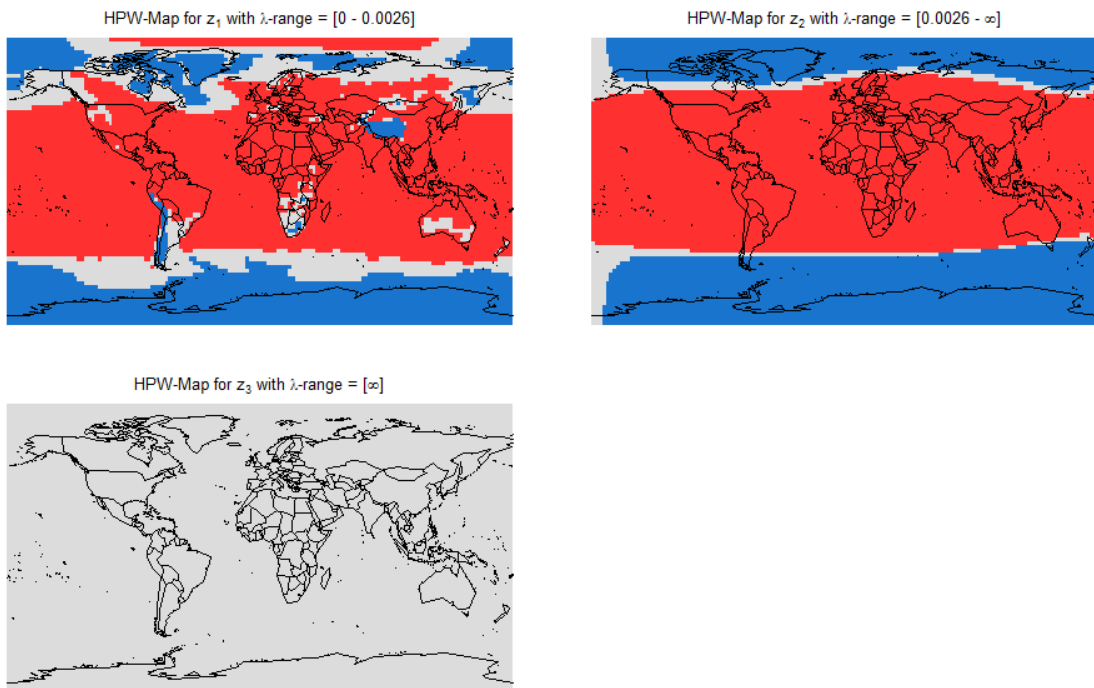 HPW-Map for z₁ with λ-range = [0 - 0.0026]
HPW-Map for z₂ with λ-range = [0.0026 - ∞]
HPW-Map for z₃ with λ-range = [∞]